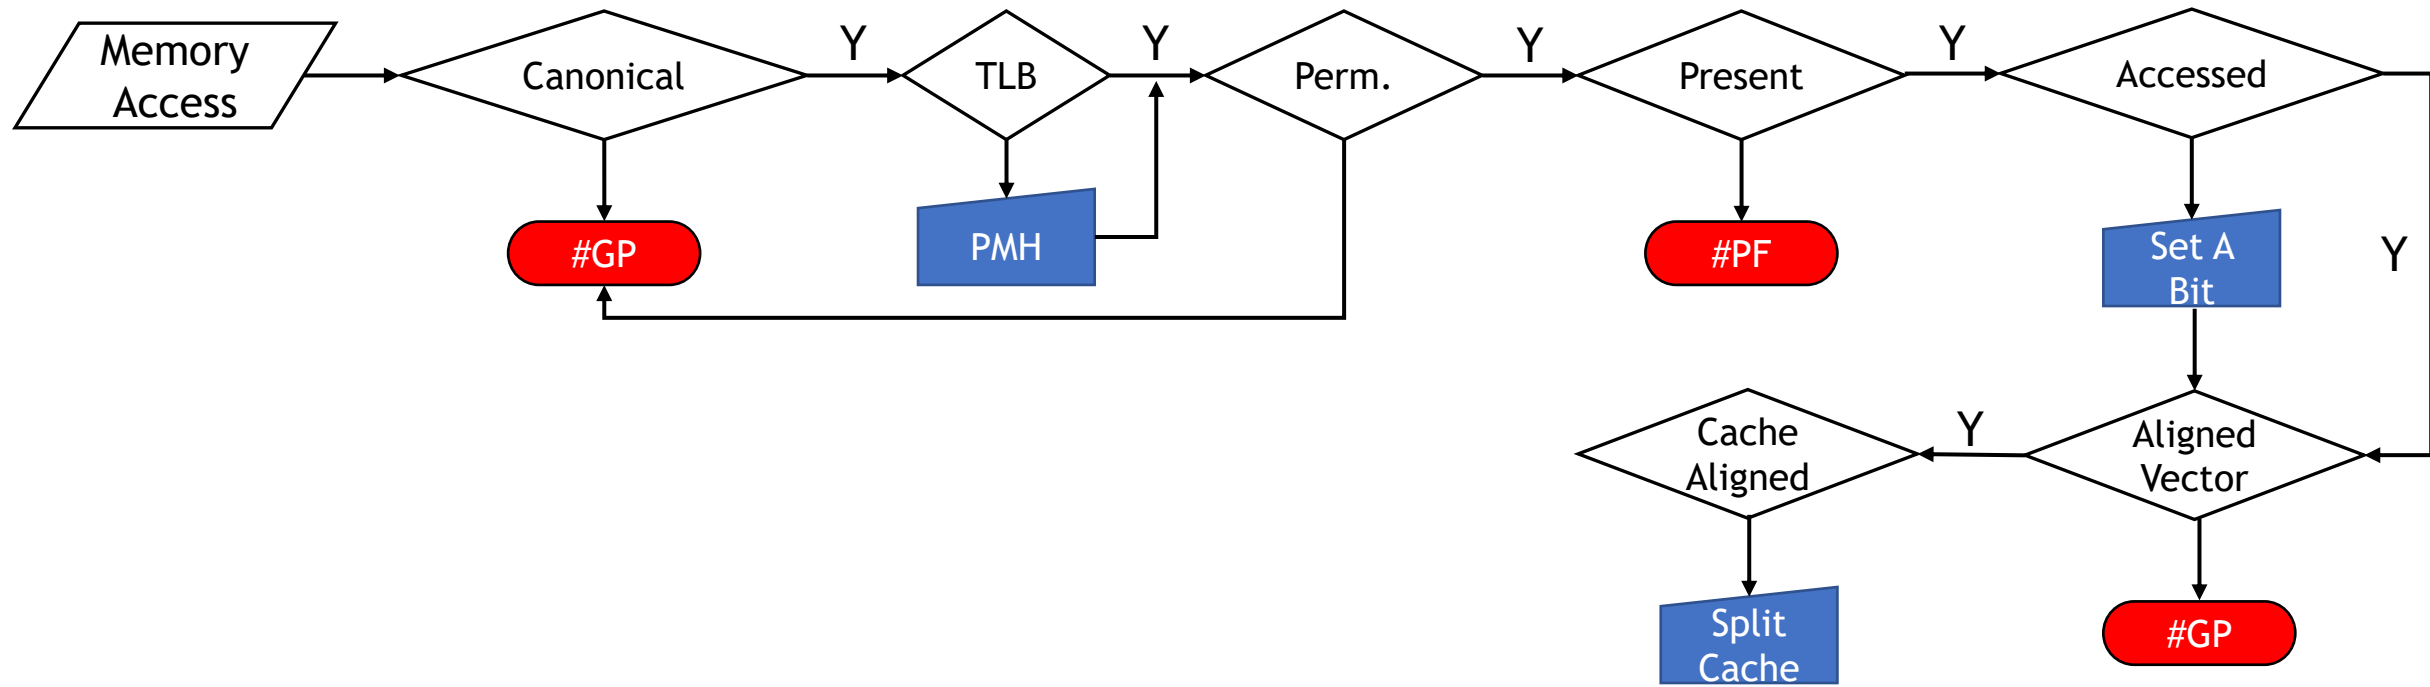 Memory
Access
Canonical
Y
TLB
Y
Perm.
Y
Present
Y
Accessed
#GP
PMH
#PF
Set A
Bit
Y
Cache
Aligned
Y
Aligned
Vector
Split
Cache
#GP